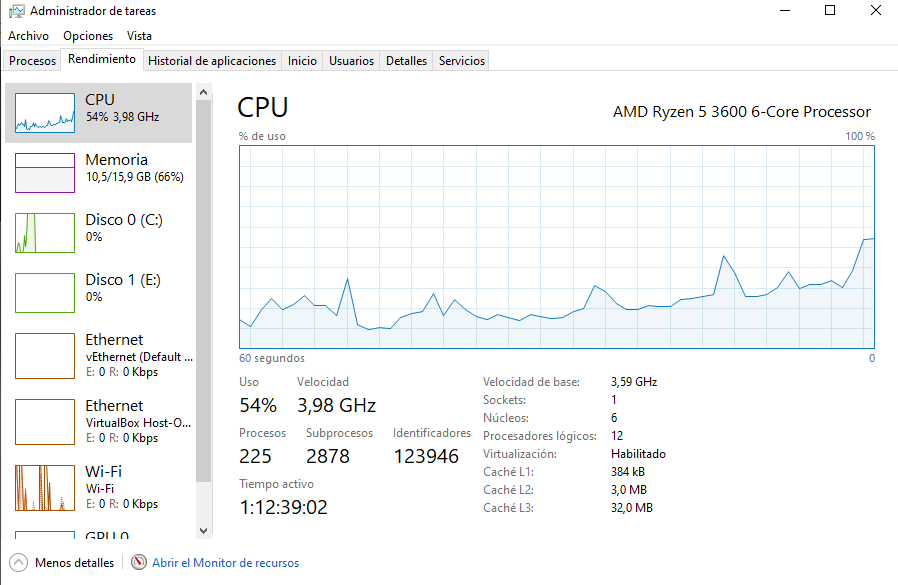 Administrador de tareas
Archivo Opciones Vista
Procesos Rendimiento Historial de aplicaciones Inicio Usuarios Detalles Servicios
CPU
54% 3,98 GHz
Memoria
10,5/15,9 GB (66%)
Disco 0 (C:)
0%
Disco 1 (E:)
0%
Ethernet
vEthernet (Default ...
E: 0 R: 0 Kbps
Ethernet
VirtualBox Host-O...
E: 0 R: 0 Kbps
Wi-Fi
Wi-Fi
E: 0 R: 0 Kbps
GPU 0
CPU
AMD Ryzen 5 3600 6-Core Processor
% de uso 100 %
60 segundos 0
Uso Velocidad
54% 3,98 GHz
Procesos Subprocesos Identificadores
225 2878 123946
Tiempo activo
1:12:39:02
Velocidad de base: 3,59 GHz
Sockets: 1
Núcleos: 6
Procesadores lógicos: 12
Virtualización: Habilitado
Caché L1: 384 kB
Caché L2: 3,0 MB
Caché L3: 32,0 MB
Menos detalles Abrir el Monitor de recursos